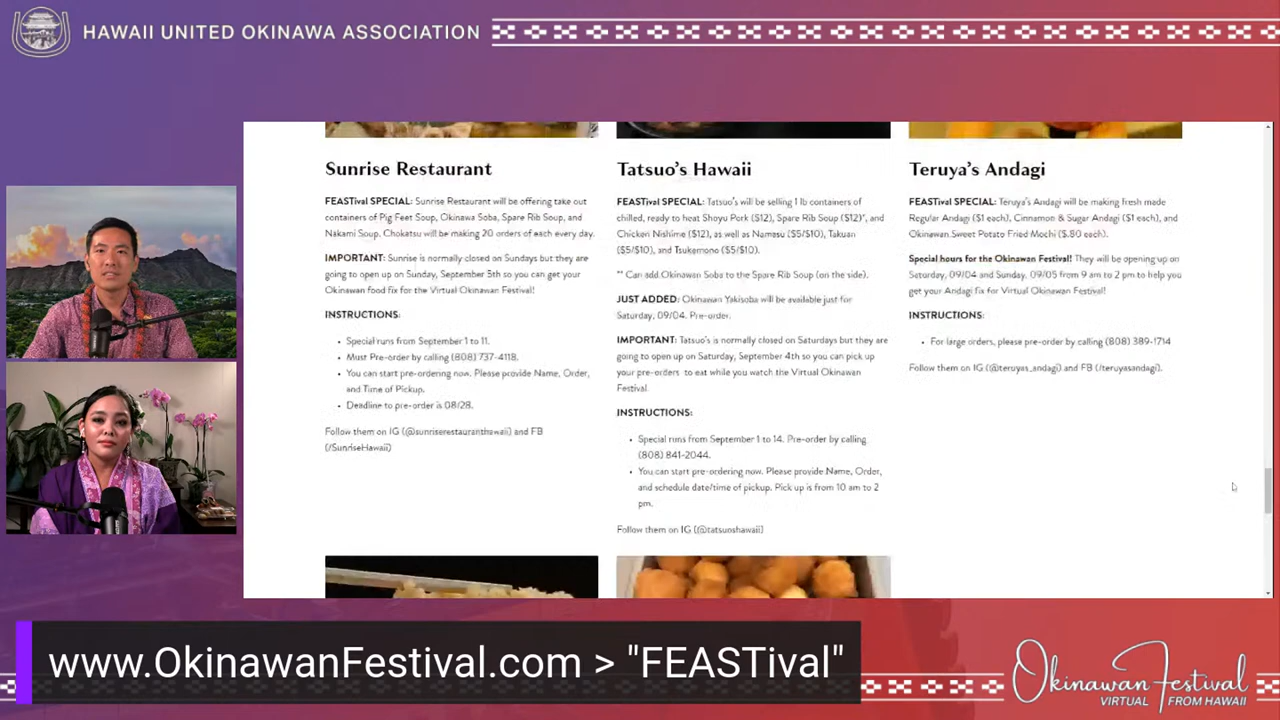 HAWAII UNITED OKINAWA ASSOCIATION
Sunrise Restaurant
FEASTival SPECIAL: Sunrise Restaurant will be offering take out
containers of Pig Feet Soup, Okinawa Soba, Spare Rib Soup, and
Nakami Soup. Chokatsu will be making 20 orders of each every day.
IMPORTANT: Sunrise is normally closed on Sundays but they are
going to open up on Sunday, September 5th so you can get your
Okinawan food fix for the Virtual Okinawan Festival!
INSTRUCTIONS:
• Special runs from September 1 to 11.
• Must Pre-order by calling (808) 737-4118.
• You can start pre-ordering now. Please provide Name, Order,
and Time of Pickup.
• Deadline to pre-order is 08/28.
Follow them on IG (@sunriserestauranthawaii) and FB
(/SunriseHawaii)
Tatsuo's Hawaii
FEASTival SPECIAL: Tatsuo's will be selling 1 lb containers of
chilled, ready to heat Shoyu Pork ($12), Spare Rib Soup ($12)*, and
Chicken Nishime ($12), as well as Namasu ($5/$10), Takuan
($5/$10), and Tsukemono ($5/$10).
** Can add Okinawan Soba to the Spare Rib Soup (on the side).
JUST ADDED: Okinawan Yakisoba will be available just for
Saturday, 09/04. Pre-order.
IMPORTANT: Tatsuo's is normally closed on Saturdays but they are
going to open up on Saturday, September 4th so you can pick up
your pre-orders to eat while you watch the Virtual Okinawan
Festival.
INSTRUCTIONS:
• Special runs from September 1 to 14. Pre-order by calling
(808) 841-2044.
• You can start pre-ordering now. Please provide Name, Order,
and schedule date/time of pickup. Pick up is from 10 am to 2
pm.
Follow them on IG (@tatsuoshawaii)
Teruya's Andagi
FEASTival SPECIAL: Teruya's Andagi will be making fresh made
Regular Andagi ($1 each), Cinnamon & Sugar Andagi ($1 each), and
Okinawan Sweet Potato Fried Mochi ($.80 each).
Special hours for the Okinawan Festival! They will be opening up on
Saturday, 09/04 and Sunday, 09/05 from 9 am to 2 pm to help you
get your Andagi fix for Virtual Okinawan Festival!
INSTRUCTIONS:
• For large orders, please pre-order by calling (808) 389-1714
Follow them on IG (@teruyas_andagi) and FB (/teruyasandagi).
www.OkinawanFestival.com > "FEASTival"
Okinawan Festival
VIRTUAL FROM HAWAII